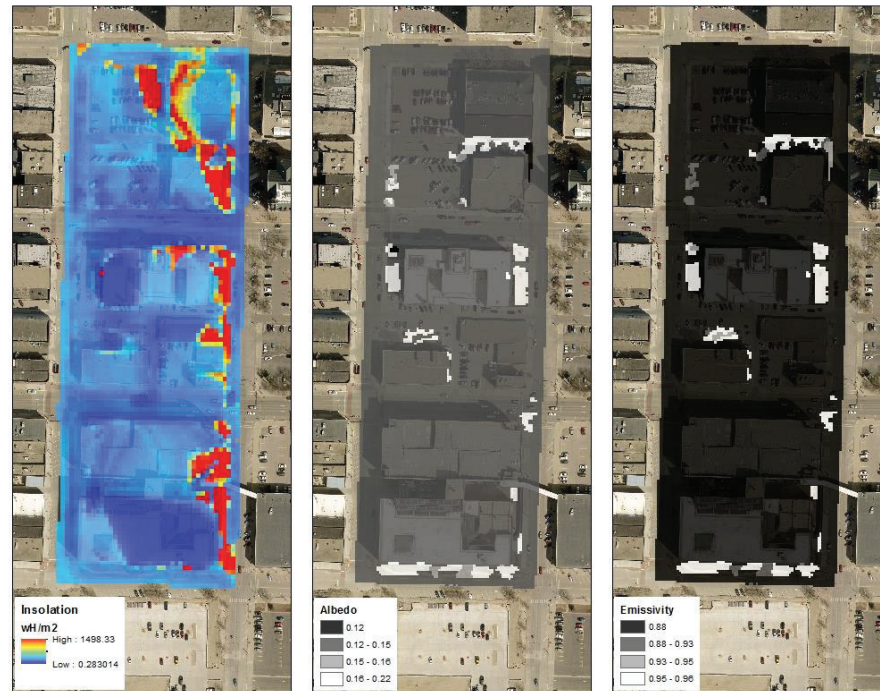 Insolation
wH/m2
High : 1498.33
Low : 0.283014
Albedo
0.12
0.12 - 0.15
0.15 - 0.16
0.16 - 0.22
Emissivity
0.88
0.88 - 0.93
0.93 - 0.95
0.95 - 0.96